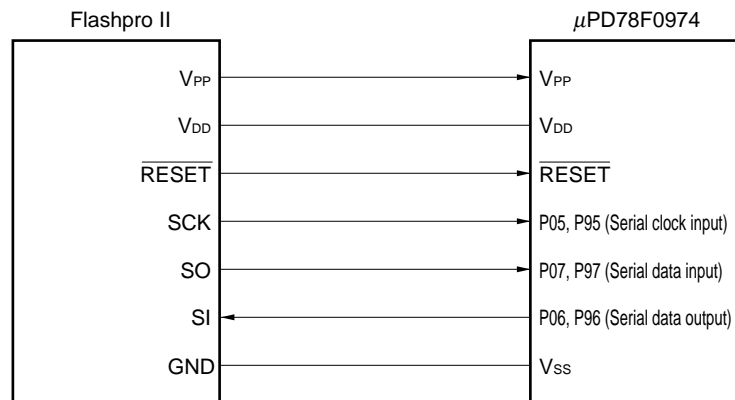 Flashpro II
μPD78F0974
VPP
VPP
VDD
VDD
RESET
RESET
SCK
P05, P95 (Serial clock input)
SO
P07, P97 (Serial data input)
SI
P06, P96 (Serial data output)
GND
VSS